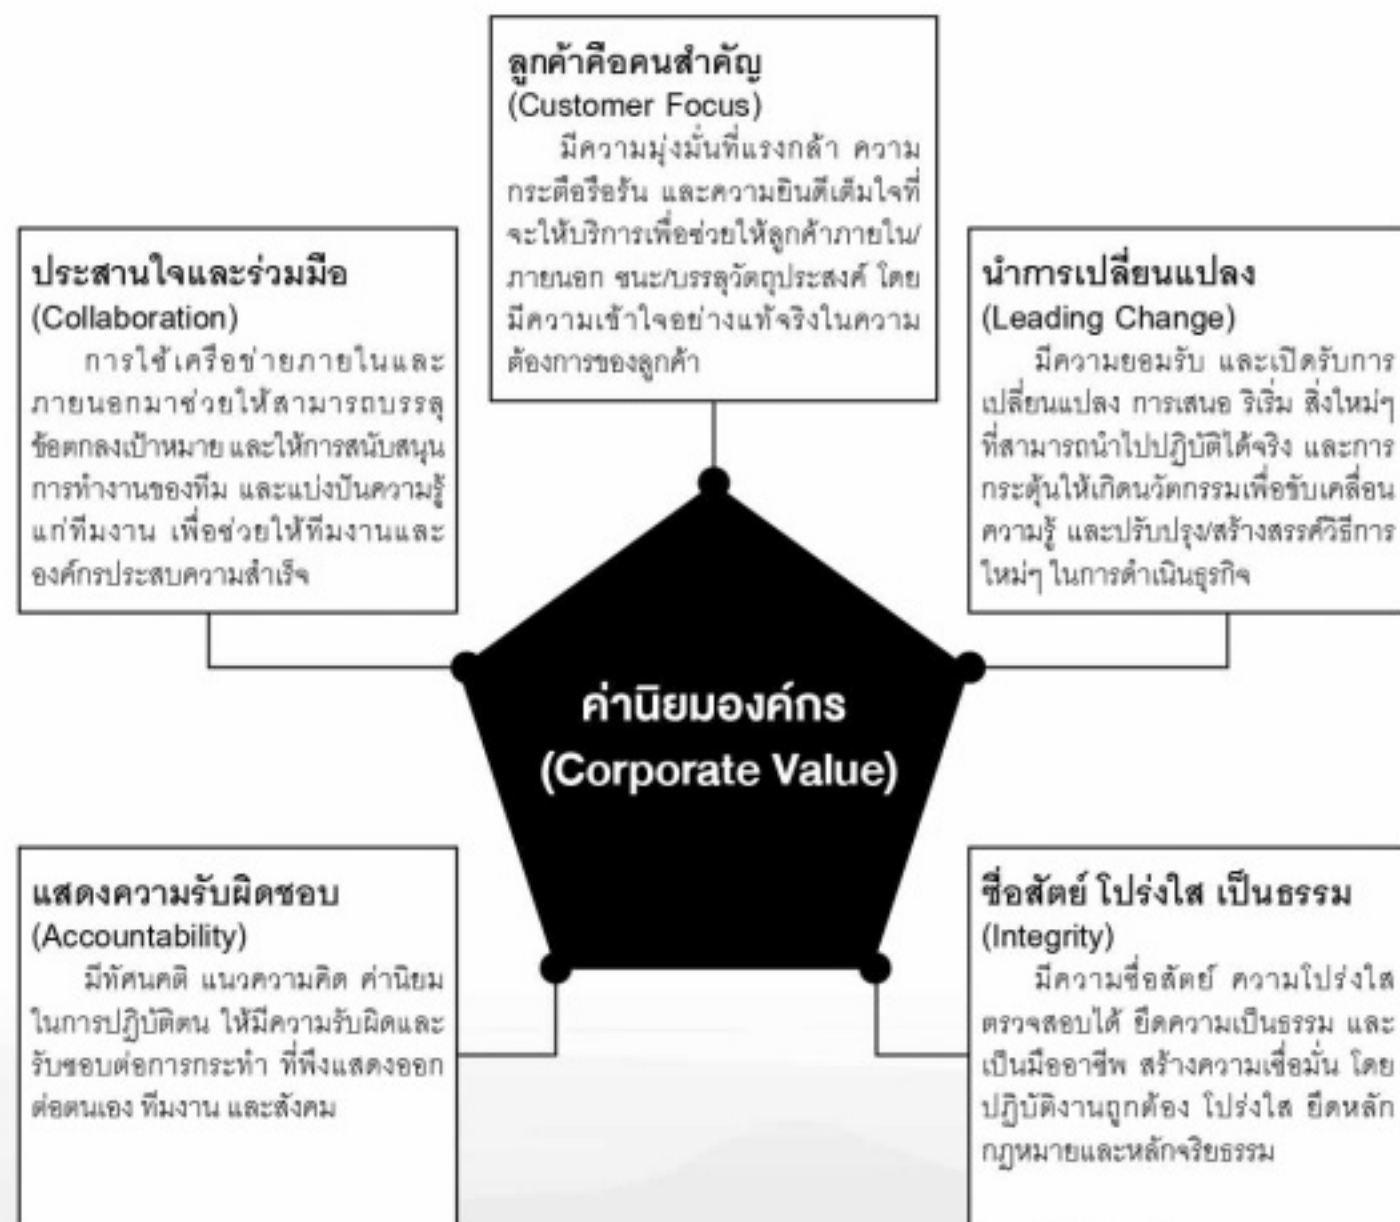 ลูกค้าคือคนสำคัญ
(Customer Focus)
มีความมุ่งมั่นที่แรงกล้า ความ
กระตือรือร้น และความยินดีเต็มใจที่
จะให้บริการเพื่อช่วยให้ลูกค้าภายใน/
ภายนอก ชนะ/บรรลุวัตถุประสงค์ โดย
มีความเข้าใจอย่างแท้จริงในความ
ต้องการของลูกค้า
ประสานใจและร่วมมือ
(Collaboration)
การใช้เครือข่ายภายในและ
ภายนอกมาช่วยให้สามารถบรรลุ
ข้อตกลงเป้าหมาย และให้การสนับสนุน
การทำงานของทีม และแบ่งปันความรู้
แก่ทีมงาน เพื่อช่วยให้ทีมงานและ
องค์กรประสบความสำเร็จ
นำการเปลี่ยนแปลง
(Leading Change)
มีความยอมรับ และเปิดรับการ
เปลี่ยนแปลง การเสนอ ริเริ่ม สิ่งใหม่ๆ
ที่สามารถนำไปปฏิบัติได้จริง และการ
กระตุ้นให้เกิดนวัตกรรมเพื่อขับเคลื่อน
ความรู้ และปรับปรุง/สร้างสรรค์วิธีการ
ใหม่ๆ ในการดำเนินธุรกิจ
ค่านิยมองค์กร
(Corporate Value)
แสดงความรับผิดชอบ
(Accountability)
มีทัศนคติ แนวความคิด ค่านิยม
ในการปฏิบัติตน ให้มีความรับผิดและ
รับชอบต่อการกระทำ ที่พึงแสดงออก
ต่อตนเอง ทีมงาน และสังคม
ซื่อสัตย์ โปร่งใส เป็นธรรม
(Integrity)
มีความซื่อสัตย์ ความโปร่งใส
ตรวจสอบได้ ยึดความเป็นธรรม และ
เป็นมืออาชีพ สร้างความเชื่อมั่น โดย
ปฏิบัติงานถูกต้อง โปร่งใส ยึดหลัก
กฎหมายและหลักจริยธรรม